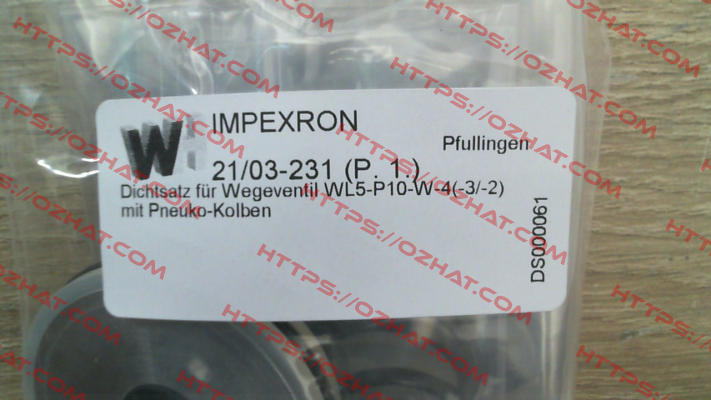 W
IMPEXRON
Pfullingen
21/03-231 (P. 1.)
Dichtsatz für Wegeventil WL5-P10-W-4(-3/-2)
mit Pneuko-Kolben
DS000061
HTTPS://OZHAT.COM